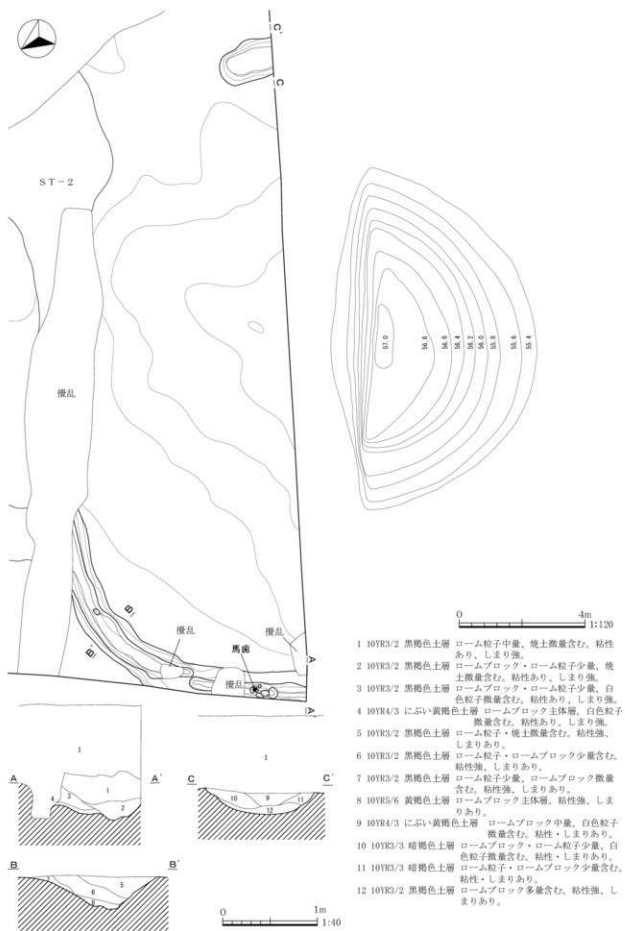 C'
C
ST-2
57.0
56.8
56.6
56.4
56.2
56.0
55.8
55.6
55.4
擾乱
B
B'
擾乱
擾乱
A
馬歯
擾乱
A'
0 4m
1:120
1 10YR3/2 黒褐色土層 ローム粒子中量、焼土微量含む。粘性
あり、しまり強。
2 10YR3/2 黒褐色土層 ロームブロック・ローム粒子少量、焼
土微量含む。粘性あり、しまり強。
3 10YR3/2 黒褐色土層 ロームブロック・ローム粒子少量、白
色粒子微量含む。粘性あり、しまり強。
4 10YR4/3 にぶい黄褐色土層 ロームブロック主体層、白色粒子
微量含む。粘性あり、しまり強。
5 10YR3/2 黒褐色土層 ローム粒子・焼土微量含む。粘性強、
しまりあり。
6 10YR3/2 黒褐色土層 ローム粒子・ロームブロック少量含む。
粘性強、しまりあり。
7 10YR3/2 黒褐色土層 ローム粒子少量、ロームブロック微量
含む。粘性あり、しまり強。
8 10YR5/6 黄褐色土層 ロームブロック主体層。粘性強、しま
りあり。
9 10YR4/3 にぶい黄褐色土層 ロームブロック中量、白色粒子
微量含む。粘性・しまりあり。
10 10YR3/3 暗褐色土層 ロームブロック・ローム粒子少量、白
色粒子微量含む。粘性・しまりあり。
11 10YR3/3 暗褐色土層 ローム粒子・ロームブロック少量含む。
粘性・しまりあり。
12 10YR3/2 黒褐色土層 ロームブロック多量含む。粘性強、し
まりあり。
I
A A'
1
2
3
4
I
C C'
10 9 11
12
B B'
5
6
8
0 1m
1:40